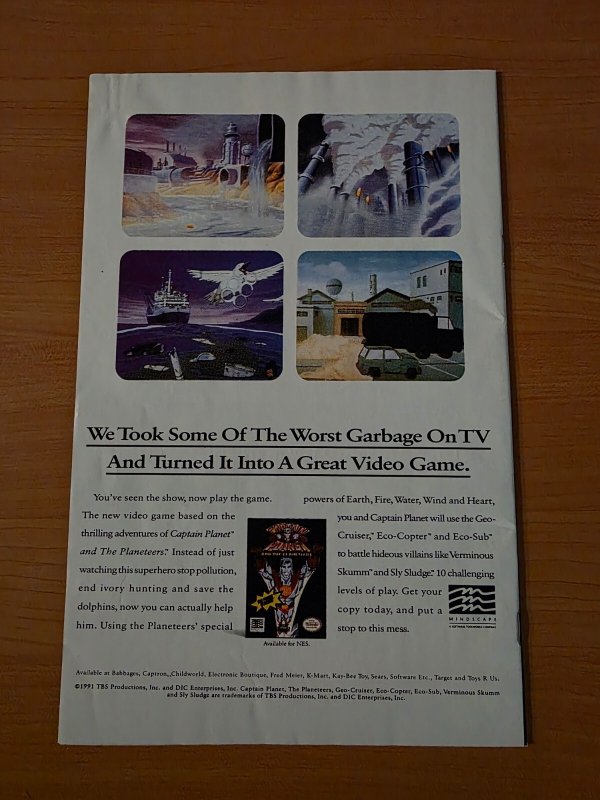 We Took Some Of The Worst Garbage On TV
And Turned It Into A Great Video Game.
You've seen the show, now play the game.
The new video game based on the
thrilling adventures of Captain Planet™
and The Planeteers.™ Instead of just
watching this superhero stop pollution,
end ivory hunting and save the
dolphins, now you can actually help
him. Using the Planeteers' special
powers of Earth, Fire, Water, Wind and Heart,
you and Captain Planet will use the Geo-
Cruiser,™ Eco-Copter™ and Eco-Sub™
to battle hideous villains like Verminous
Skumm™ and Sly Sludge.™ 10 challenging
levels of play. Get your
copy today, and put a
stop to this mess.
Available for NES.
MINDSCAPE
Available at Babbages, Captron, Childworld, Electronic Boutique, Fred Meier, K-Mart, Kay-Bee Toy, Sears, Software Etc., Target and Toys R Us.
©1991 TBS Productions, Inc. and DIC Enterprises, Inc. Captain Planet, The Planeteers, Geo-Cruiser, Eco-Copter, Eco-Sub, Verminous Skumm
and Sly Sludge are trademarks of TBS Productions, Inc. and DIC Enterprises, Inc.